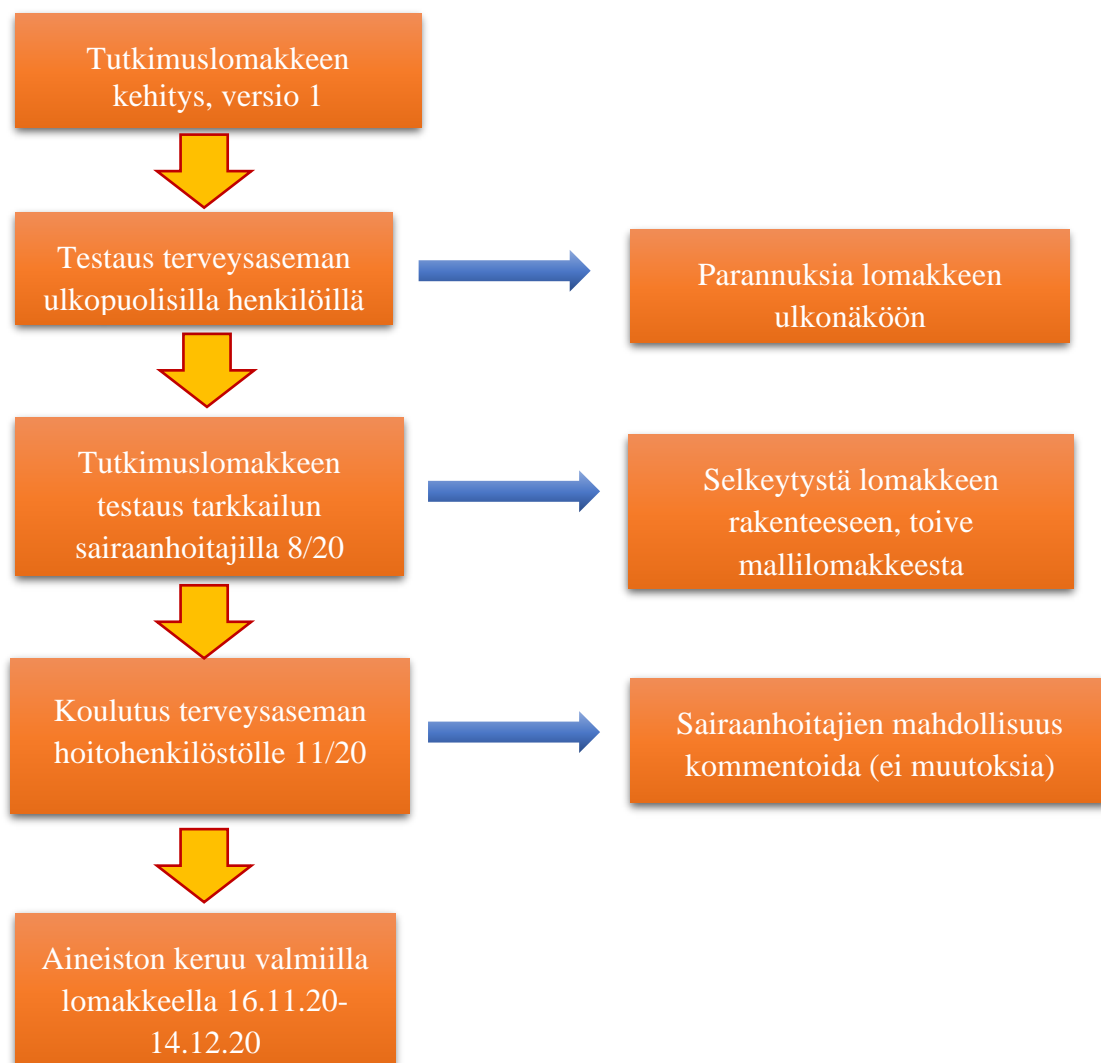 Tutkimuslomakkeen
kehitys, versio 1
Testaus terveysaseman
ulkopuolisilla henkilöillä
Parannuksia lomakkeen
ulkonäköön
Tutkimuslomakkeen
testaus tarkkailun
sairaanhoitajilla 8/20
Selkeytystä lomakkeen
rakenteeseen, toive
mallilomakkeesta
Koulutus terveysaseman
hoitohenkilöstölle 11/20
Sairaanhoitajien mahdollisuus
kommentoida (ei muutoksia)
Aineiston keruu valmiilla
lomakkeella 16.11.20-
14.12.20